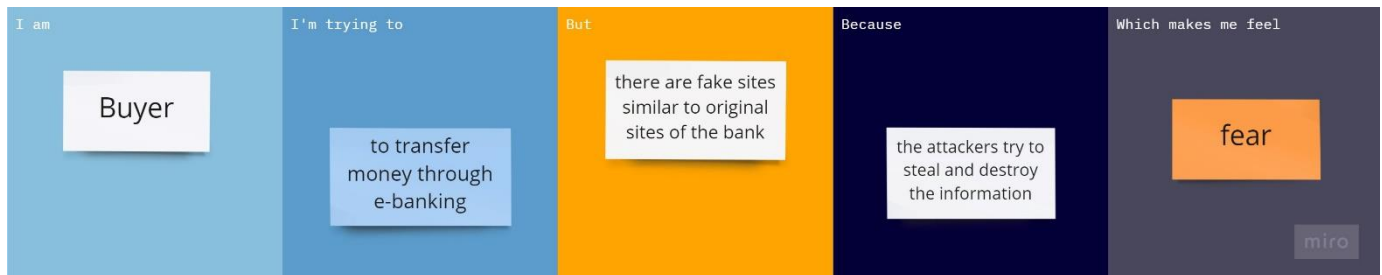 I am
Buyer
I'm trying to
to transfer
money through
e-banking
But
there are fake sites
similar to original
sites of the bank
Because
the attackers try to
steal and destroy
the information
Which makes me feel
fear
miro